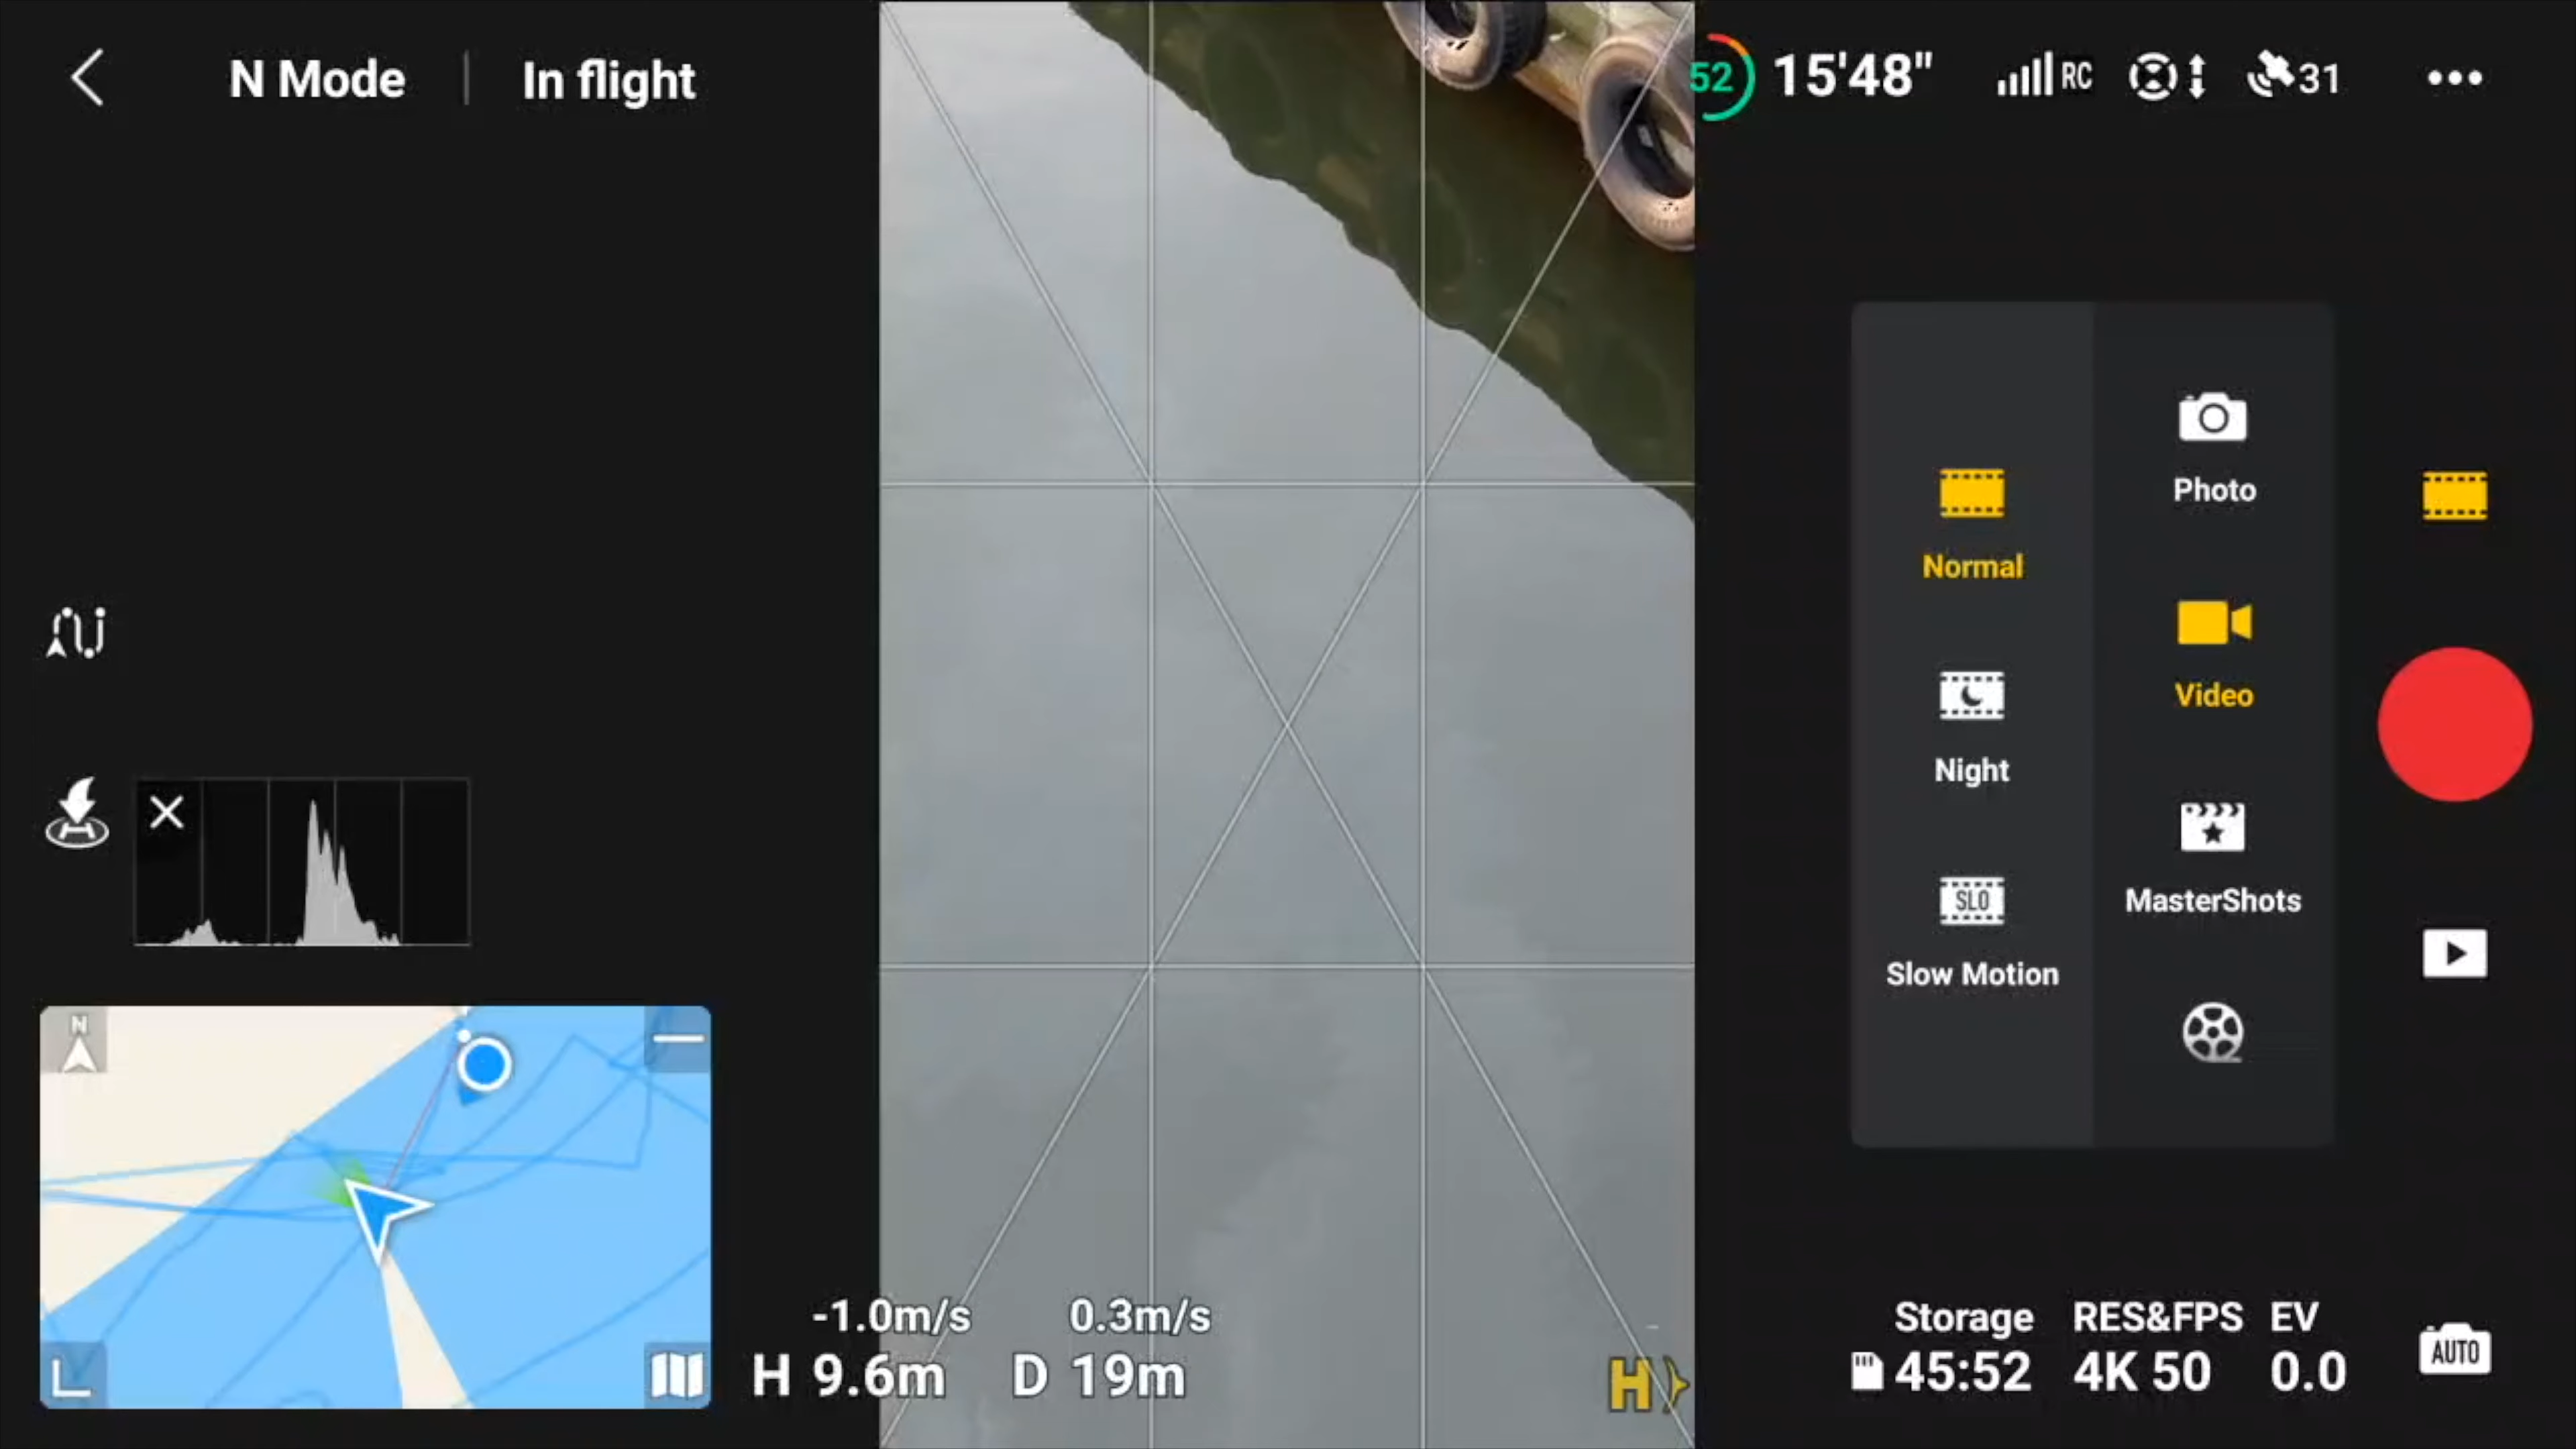 N Mode | In flight
52 15'48" RC 31
Photo
Normal
Video
Night
MasterShots
SLO
Slow Motion
N
-1.0m/s 0.3m/s
H 9.6m D 19m
H
Storage RES&FPS EV
45:52 4K 50 0.0
AUTO